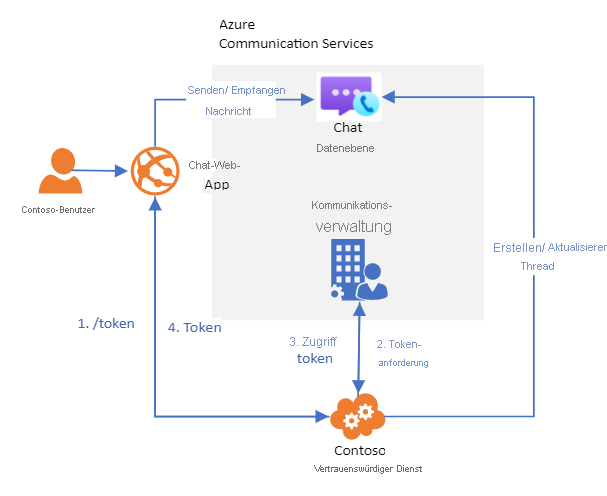 Azure
Communication Services
Senden/ Empfangen
Nachricht
Chat
Datenebene
Chat-Web-
App
Contoso-Benutzer
Kommunikations-
verwaltung
Erstellen/ Aktualisierer
Thread
1. /token
4. Token
3. Zugriff
token
2. Token-
anforderung
Contoso
Vertrauenswürdiger Dienst